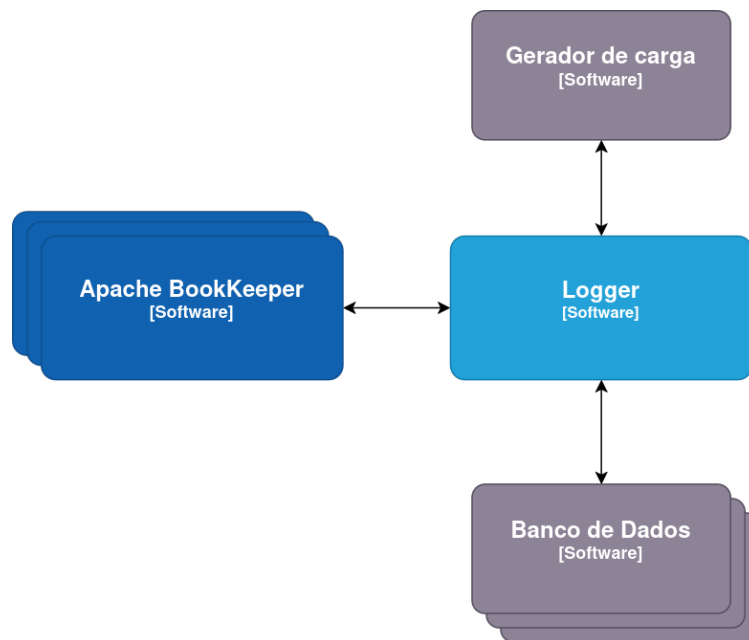 Gerador de carga
[Software]
Apache BookKeeper
[Software]
Logger
[Software]
Banco de Dados
[Software]